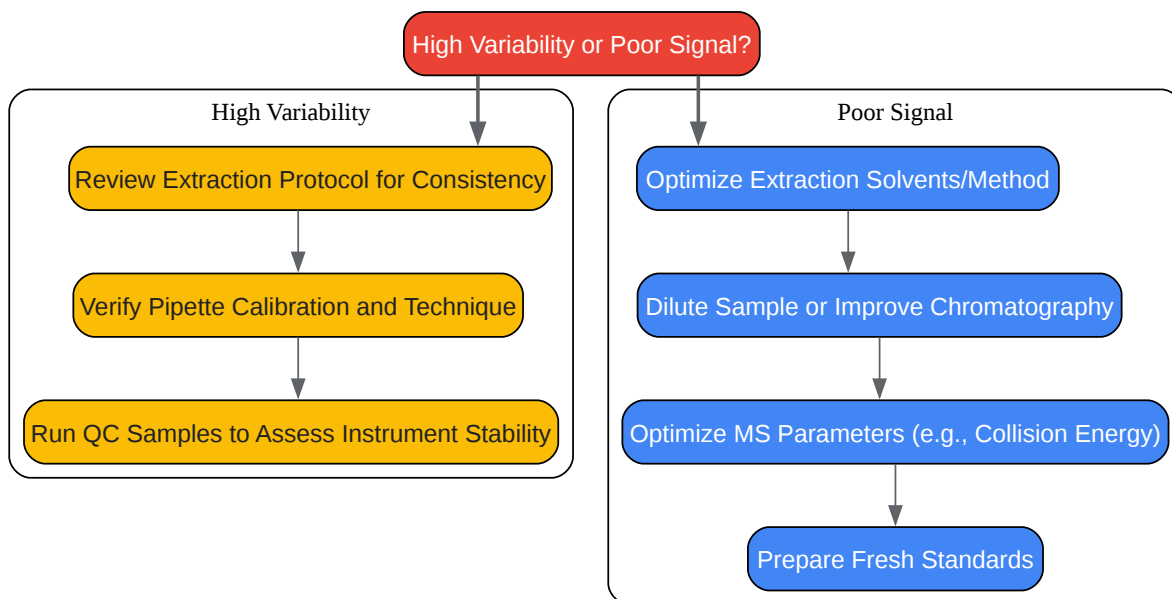 High Variability or Poor Signal?
High Variability
Review Extraction Protocol for Consistency
Verify Pipette Calibration and Technique
Run QC Samples to Assess Instrument Stability
Poor Signal
Optimize Extraction Solvents/Method
Dilute Sample or Improve Chromatography
Optimize MS Parameters (e.g., Collision Energy)
Prepare Fresh Standards